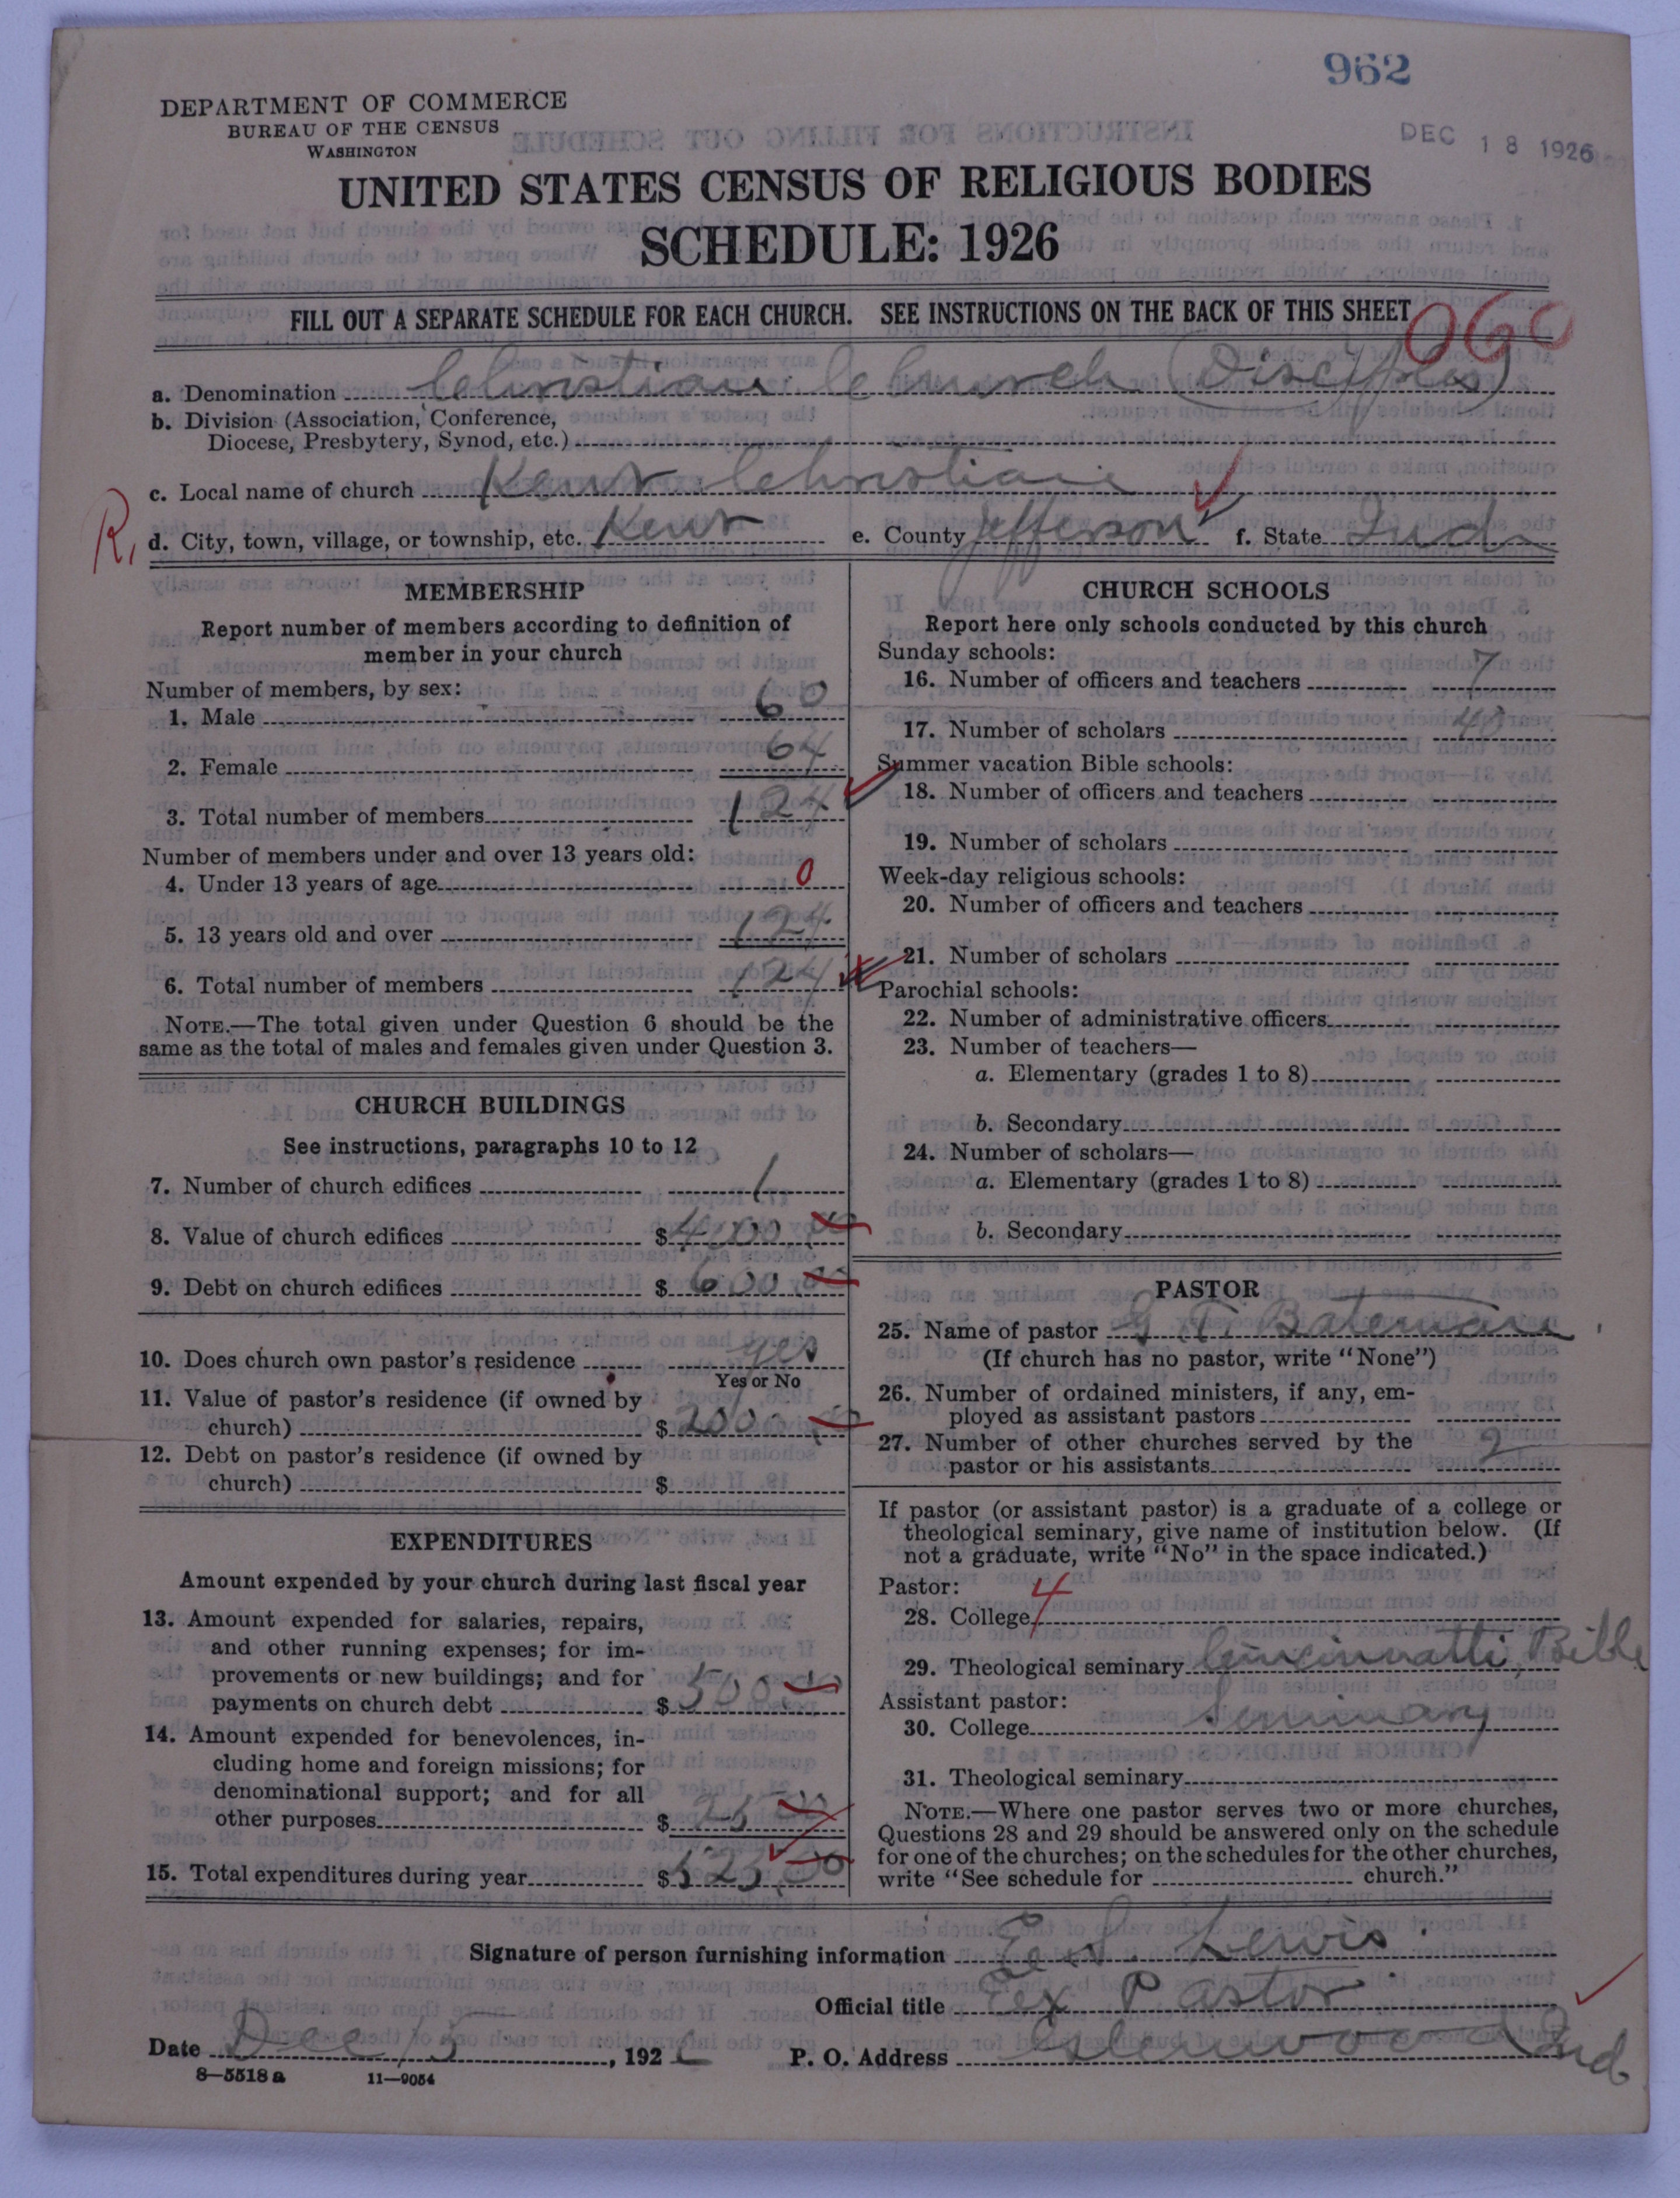 962
DEPARTMENT OF COMMERCE
BUREAU OF THE CENSUS
WASHINGTON
DEC 18 1926
UNITED STATES CENSUS OF RELIGIOUS BODIES
SCHEDULE: 1926
FILL OUT A SEPARATE SCHEDULE FOR EACH CHURCH. SEE INSTRUCTIONS ON THE BACK OF THIS SHEET
060
a. Denomination Christian Church (Disciples)
b. Division (Association, Conference,
Diocese, Presbytery, Synod, etc.)
c. Local name of church Kent Christian
R,
d. City, town, village, or township, etc. Kent e. County Jefferson f. State Ind
MEMBERSHIP
Report number of members according to definition of
member in your church
Number of members, by sex:
1. Male 60
2. Female 64
3. Total number of members 124
Number of members under and over 13 years old:
4. Under 13 years of age 0
5. 13 years old and over 124
6. Total number of members 124
NOTE.—The total given under Question 6 should be the
same as the total of males and females given under Question 3.
CHURCH BUILDINGS
See instructions, paragraphs 10 to 12
7. Number of church edifices 1
8. Value of church edifices $4000.00
9. Debt on church edifices $600.00
10. Does church own pastor's residence yes
Yes or No
11. Value of pastor's residence (if owned by
church) $2000.00
12. Debt on pastor's residence (if owned by
church) $
EXPENDITURES
Amount expended by your church during last fiscal year
13. Amount expended for salaries, repairs,
and other running expenses; for im-
provements or new buildings; and for
payments on church debt $500.00
14. Amount expended for benevolences, in-
cluding home and foreign missions; for
denominational support; and for all
other purposes $25.00
15. Total expenditures during year $525.00
CHURCH SCHOOLS
Report here only schools conducted by this church
Sunday schools:
16. Number of officers and teachers 7
17. Number of scholars 40
Summer vacation Bible schools:
18. Number of officers and teachers
19. Number of scholars
Week-day religious schools:
20. Number of officers and teachers
21. Number of scholars
Parochial schools:
22. Number of administrative officers
23. Number of teachers—
a. Elementary (grades 1 to 8)
b. Secondary
24. Number of scholars—
a. Elementary (grades 1 to 8)
b. Secondary
PASTOR
25. Name of pastor G. T. Bateman
(If church has no pastor, write "None")
26. Number of ordained ministers, if any, em-
ployed as assistant pastors
27. Number of other churches served by the
pastor or his assistants 2
If pastor (or assistant pastor) is a graduate of a college or
theological seminary, give name of institution below. (If
not a graduate, write "No" in the space indicated.)
Pastor:
28. College 4
29. Theological seminary Cincinnatti Bible
Seminary
Assistant pastor:
30. College
31. Theological seminary
NOTE.—Where one pastor serves two or more churches,
Questions 28 and 29 should be answered only on the schedule
for one of the churches; on the schedules for the other churches,
write "See schedule for church."
Signature of person furnishing information Lewis
Official title Ex Pastor
Date Dec 15, 1926 P. O. Address Glenwood Ind
8—5518a 11—9054